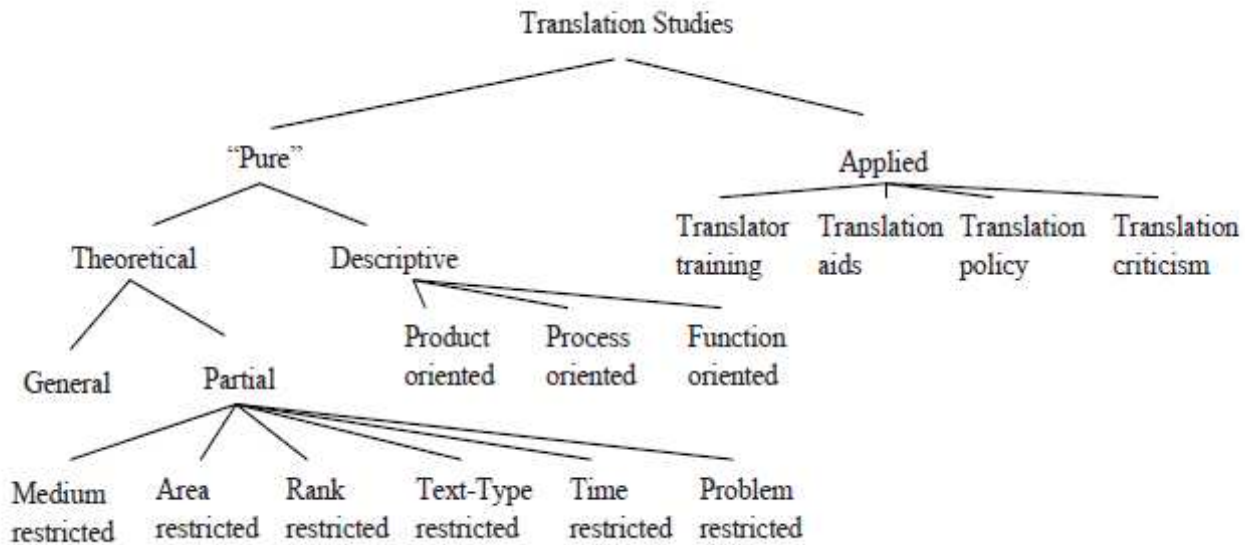 Translation Studies
“Pure”
Applied
Translator
training
Translation
aids
Translation
policy
Translation
criticism
Theoretical
Descriptive
Product
oriented
Process
oriented
Function
oriented
General
Partial
Medium
restricted
Area
restricted
Rank
restricted
Text-Type
restricted
Time
restricted
Problem
restricted